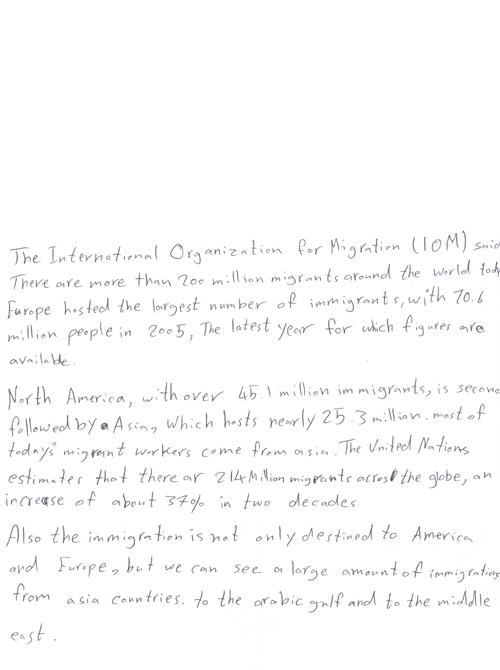 The International Organization for Migration (IOM) said
There are more than 200 million migrants around the world tod
Europe hosted the largest number of immigrants, with 70.6
million people in 2005, The latest year for which figures are
available.
North America, with over 45.1 million immigrants, is second
followed by Asia, Which hosts nearly 25.3 million. most of
todays' migrant workers come from asia. The United Nations
estimates that there ar 214 Million migrants across the globe, an
increase of about 37% in two decades
Also the immigration is not only destined to America
and Europe, but we can see a large amount of immigrations
from asia countries. to the arabic gulf and to the middle
east.